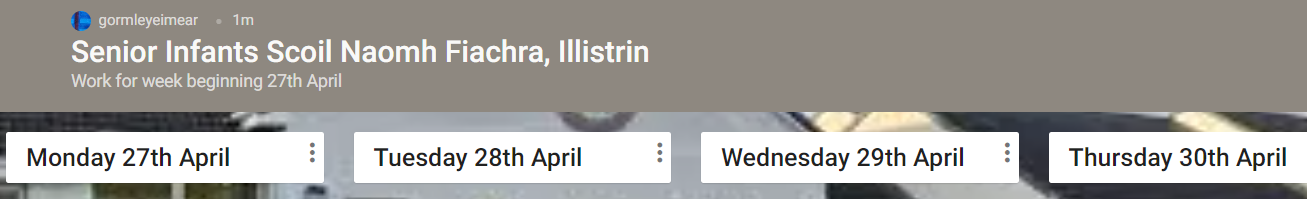 gormleyeimear • 1m
Senior Infants Scoil Naomh Fiachra, Illistrin
Work for week beginning 27th April
Monday 27th April
Tuesday 28th April
Wednesday 29th April
Thursday 30th April